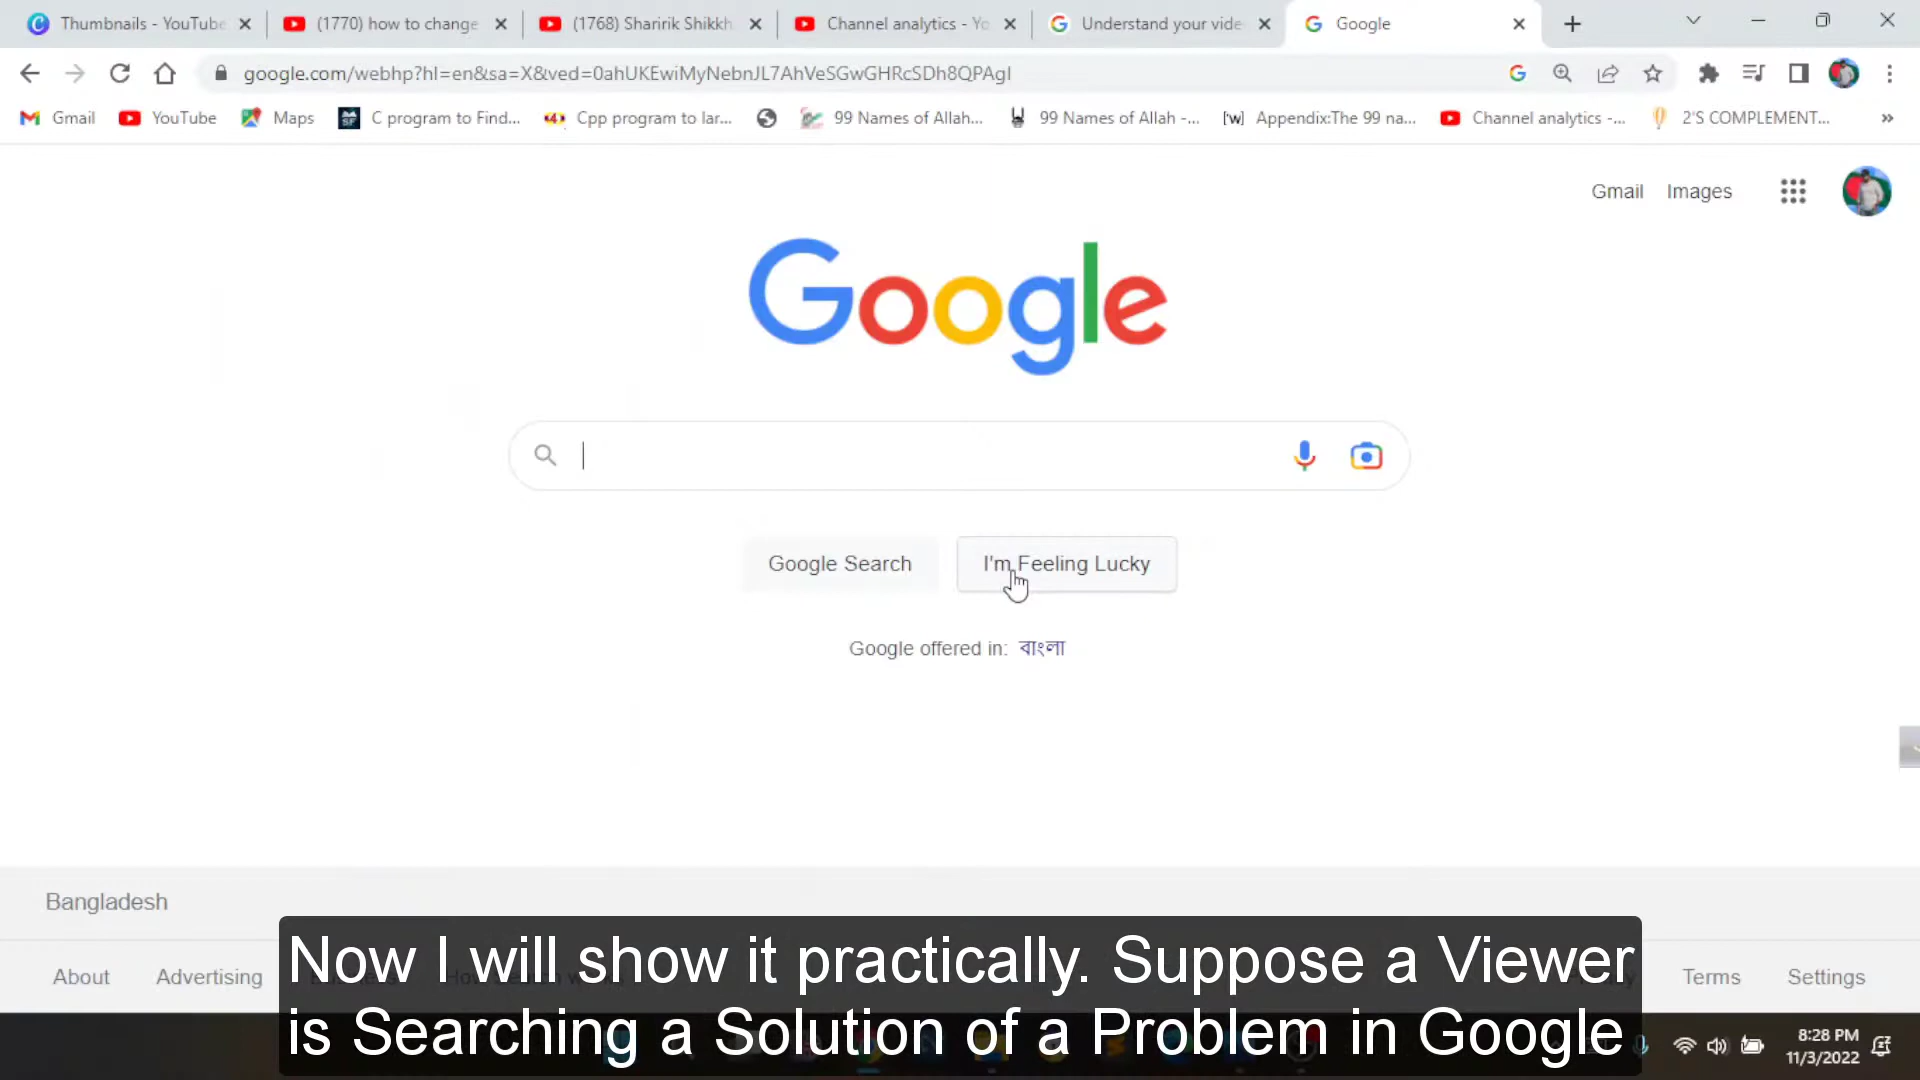 Thumbnails - YouTube
(1770) how to change
(1768) Sharirik Shikkh
Channel analytics - Yo
Understand your vide
Google
google.com/webhp?hl=en&sa=X&ved=0ahUKEwiMyNebnJL7AhVeSGwGHRcSDh8QPAgI
Gmail
YouTube
Maps
C program to Find...
Cpp program to lar...
99 Names of Allah...
99 Names of Allah -...
Appendix:The 99 na...
Channel analytics -...
2'S COMPLEMENT...
Gmail Images
Google
Google Search
I'm Feeling Lucky
Google offered in: বাংলা
Bangladesh
About Advertising
Terms Settings
Now I will show it practically. Suppose a Viewer
is Searching a Solution of a Problem in Google
8:28 PM
11/3/2022